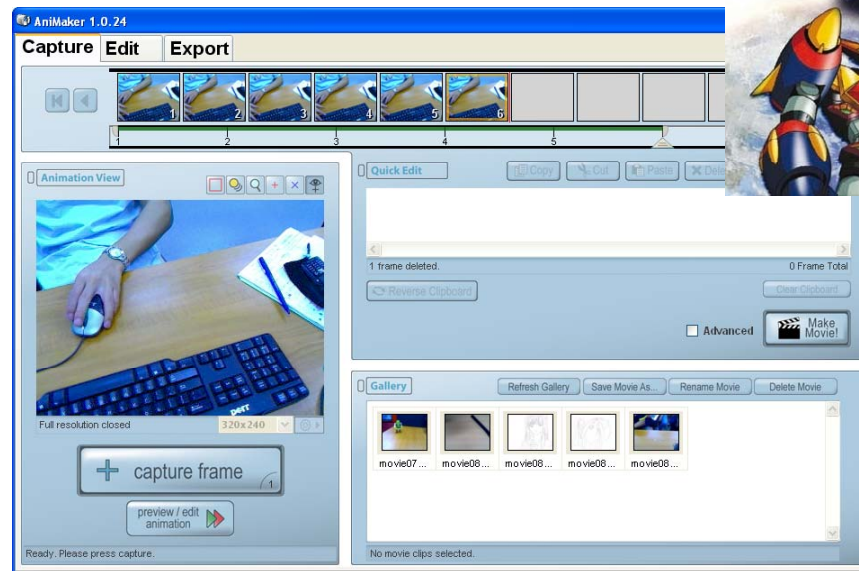 AniMaker 1.0.24
Capture Edit Export
1 2 3 4 5 6
1 2 3 4 5
Animation View
Full resolution closed 320x240
capture frame
1
preview / edit
animation
Ready. Please press capture.
Quick Edit Copy Cut Paste
1 frame deleted. 0 Frame Total
Reverse Clipboard Clear Clipboard
Advanced Make
Movie!
Gallery Refresh Gallery Save Movie As... Rename Movie Delete Movie
movie07... movie08... movie08... movie08... movie08...
No movie clips selected.